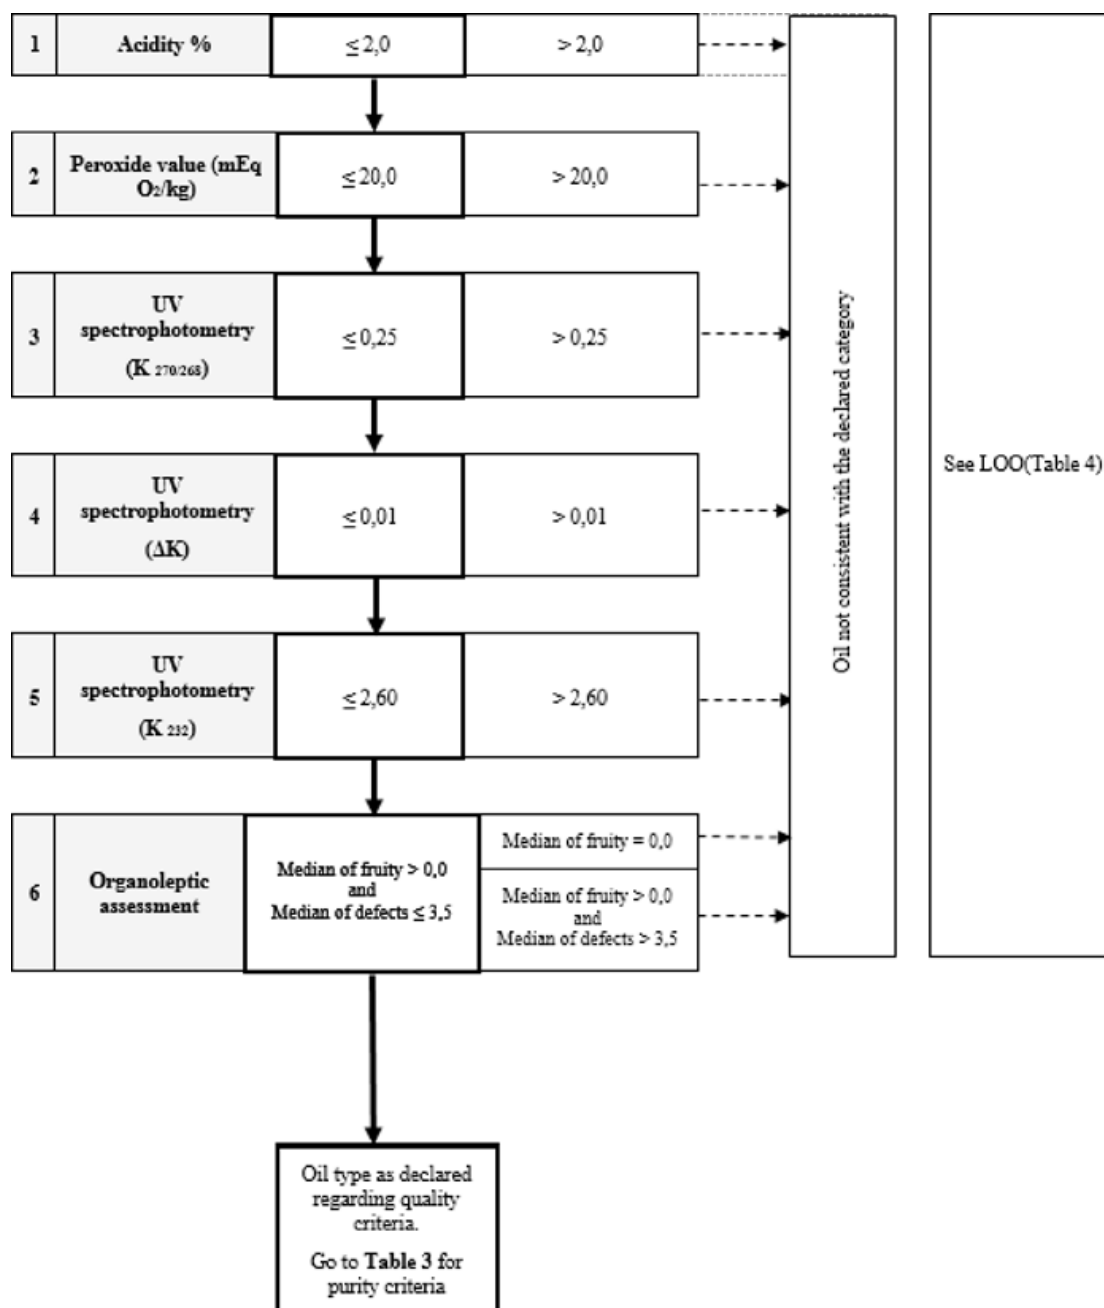 1 Acidity % ≤ 2,0 > 2,0
2 Peroxide value (mEq
O₂/kg) ≤ 20,0 > 20,0
3 UV
spectrophotometry
(K 270/268) ≤ 0,25 > 0,25
4 UV
spectrophotometry
(ΔK) ≤ 0,01 > 0,01
5 UV
spectrophotometry
(K 232) ≤ 2,60 > 2,60
6 Organoleptic
assessment
Median of fruity > 0,0
and
Median of defects ≤ 3,5
Median of fruity = 0,0
Median of fruity > 0,0
and
Median of defects > 3,5
Oil not consistent with the declared category
See LOO(Table 4)
Oil type as declared
regarding quality
criteria.
Go to Table 3 for
purity criteria